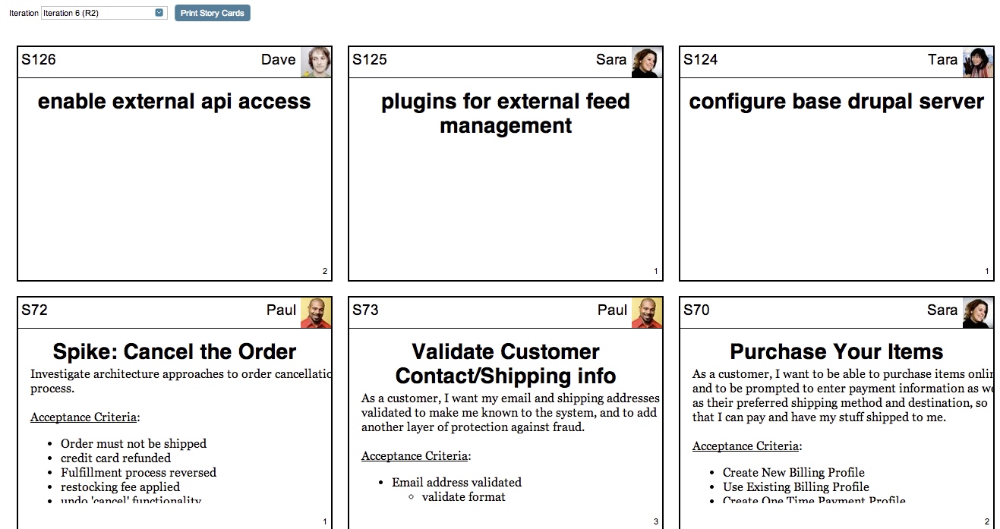 Iteration Iteration 6 (R2) Print Story Cards
S126 Dave
enable external api access
2
S125 Sara
plugins for external feed
management
1
S124 Tara
configure base drupal server
1
S72 Paul
Spike: Cancel the Order
Investigate architecture approaches to order cancellatio
process.
Acceptance Criteria:
• Order must not be shipped
• credit card refunded
• Fulfillment process reversed
• restocking fee applied
• undo 'cancel' functionality
1
S73 Paul
Validate Customer
Contact/Shipping info
As a customer, I want my email and shipping addresses
validated to make me known to the system, and to add
another layer of protection against fraud.
Acceptance Criteria:
• Email address validated
◦ validate format
3
S70 Sara
Purchase Your Items
As a customer, I want to be able to purchase items onlin
and to be prompted to enter payment information as we
as their preferred shipping method and destination, so
that I can pay and have my stuff shipped to me.
Acceptance Criteria:
• Create New Billing Profile
• Use Existing Billing Profile
• Create One Time Payment Profile
2